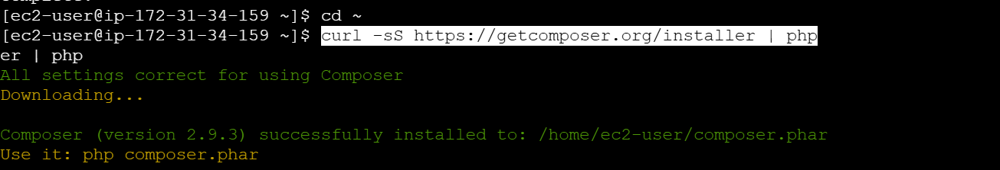 [ec2-user@ip-172-31-34-159 ~]$ cd ~
[ec2-user@ip-172-31-34-159 ~]$ curl -sS https://getcomposer.org/installer | php
er | php
All settings correct for using Composer
Downloading...
Composer (version 2.9.3) successfully installed to: /home/ec2-user/composer.phar
Use it: php composer.phar